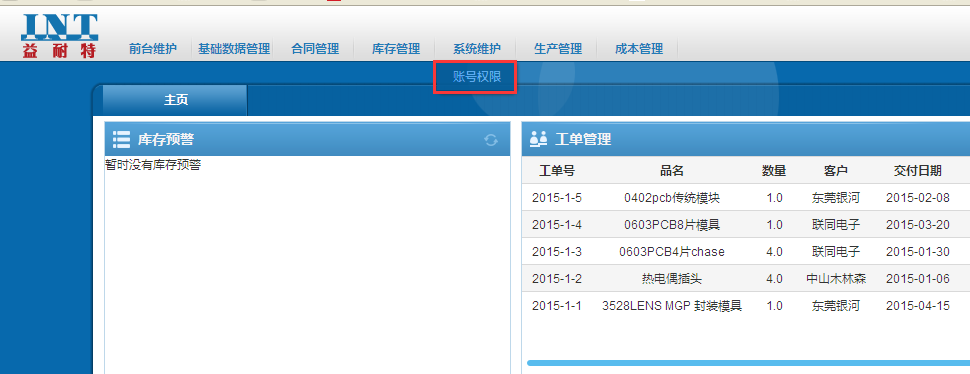 INT
益耐特
前台维护 基础数据管理 合同管理 库存管理 系统维护 生产管理 成本管理
账号权限
主页
库存预警
暂时没有库存预警
工单管理
工单号 品名 数量 客户 交付日期
2015-1-5 0402pcb传统模块 1.0 东莞银河 2015-02-08
2015-1-4 0603PCB8片模具 1.0 联同电子 2015-03-20
2015-1-3 0603PCB4片chase 4.0 联同电子 2015-01-30
2015-1-2 热电偶插头 4.0 中山木林森 2015-01-06
2015-1-1 3528LENS MGP 封装模具 1.0 东莞银河 2015-04-15